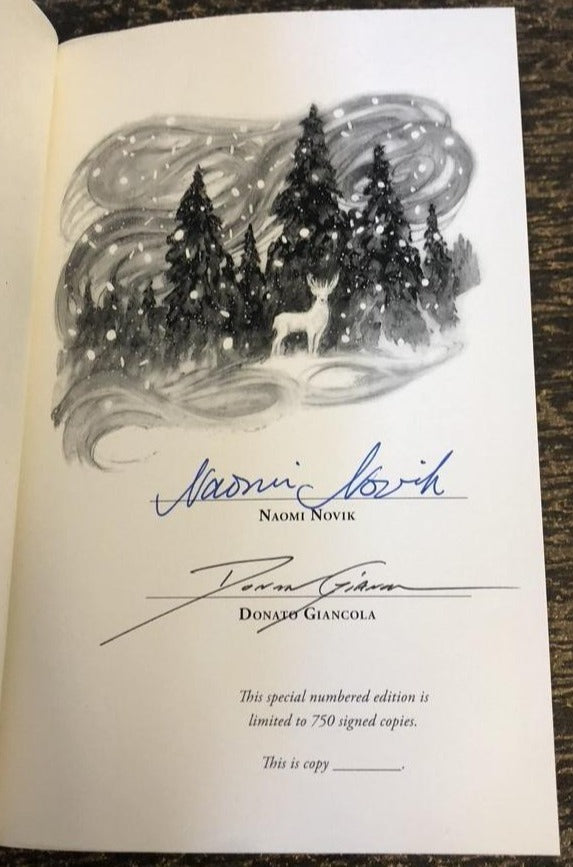 Naomi Novik
NAOMI NOVIK
Donato Giancola
DONATO GIANCOLA
This special numbered edition is
limited to 750 signed copies.
This is copy ________.